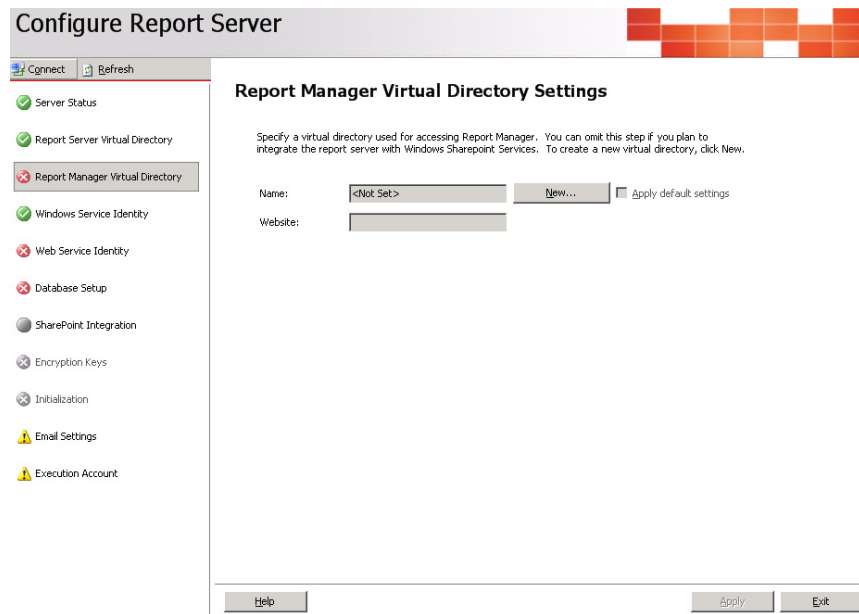 Configure Report Server
Connect
Refresh
Server Status
Report Server Virtual Directory
Report Manager Virtual Directory
Windows Service Identity
Web Service Identity
Database Setup
SharePoint Integration
Encryption Keys
Initialization
Email Settings
Execution Account
Report Manager Virtual Directory Settings
Specify a virtual directory used for accessing Report Manager. You can omit this step if you plan to
integrate the report server with Windows Sharepoint Services. To create a new virtual directory, click New.
Name:
<Not Set>
New...
Apply default settings
Website:
Help
Apply
Exit